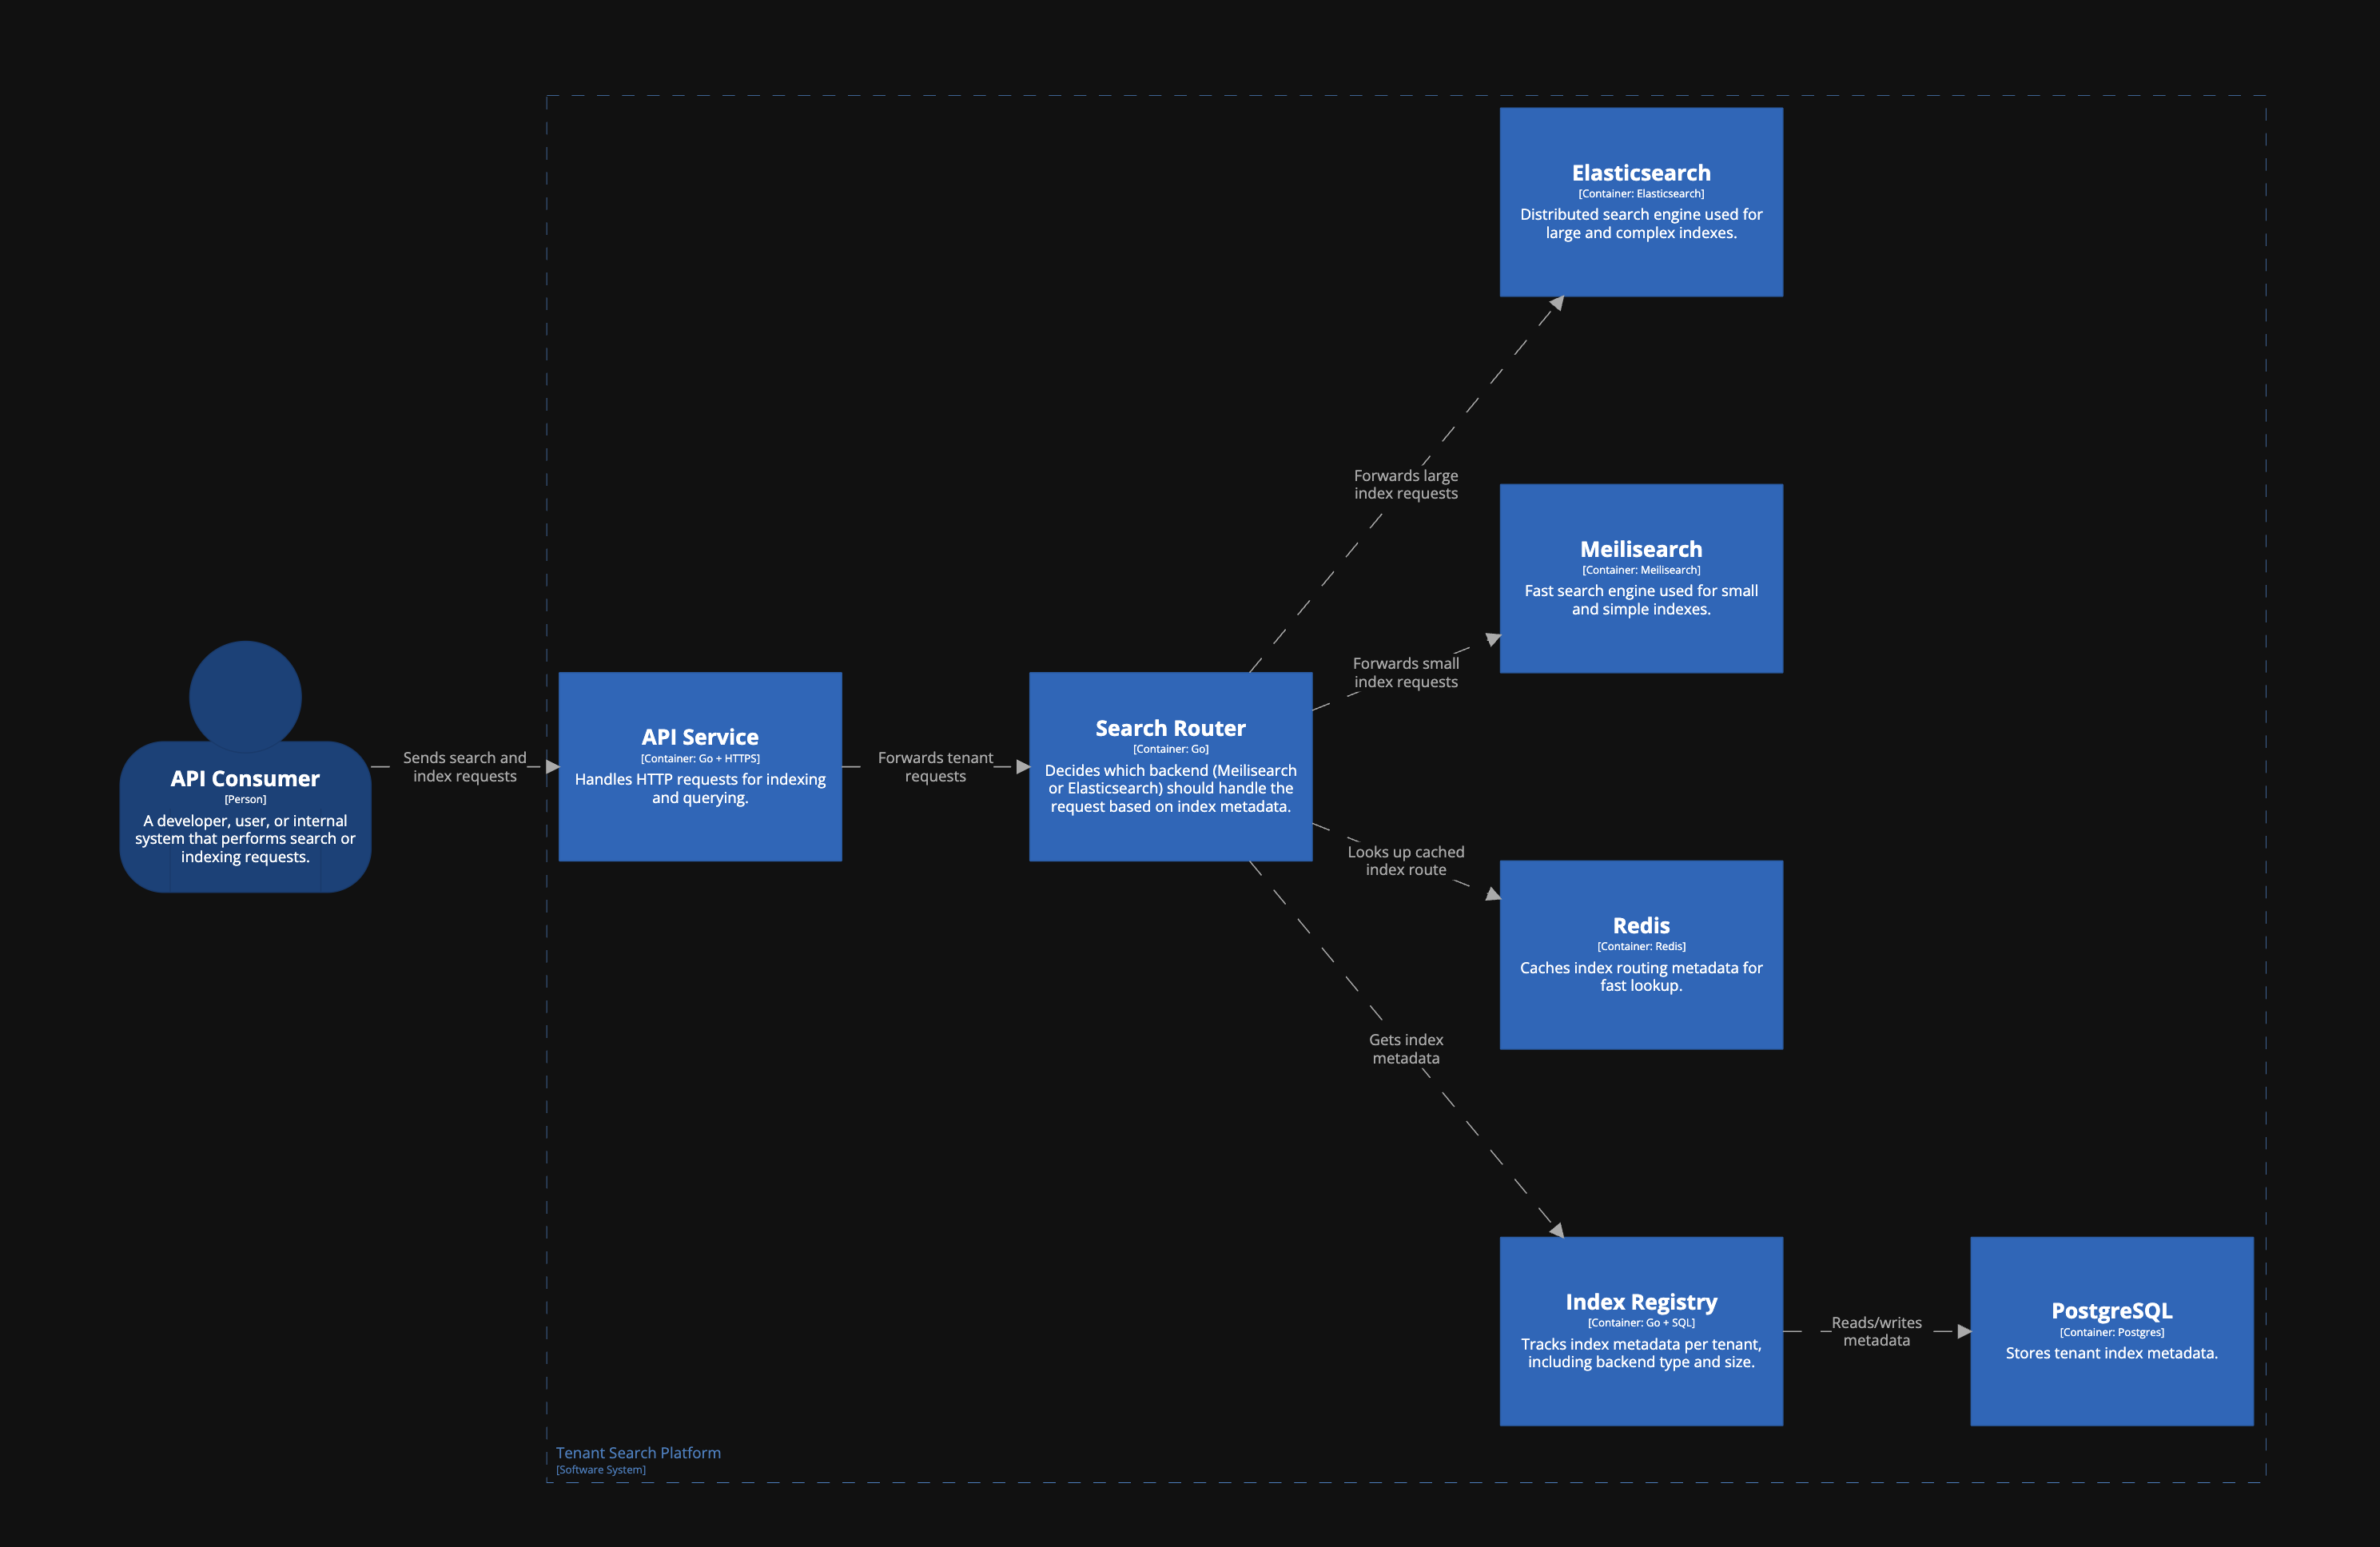 Elasticsearch
[Container: Elasticsearch]
Distributed search engine used for
large and complex indexes.
Forwards large
index requests
Meilisearch
[Container: Meilisearch]
Fast search engine used for small
and simple indexes.
Forwards small
index requests
API Consumer
[Person]
A developer, user, or internal
system that performs search or
indexing requests.
Sends search and
index requests
API Service
[Container: Go + HTTPS]
Handles HTTP requests for indexing
and querying.
Forwards tenant
requests
Search Router
[Container: Go]
Decides which backend (Meilisearch
or Elasticsearch) should handle the
request based on index metadata.
Looks up cached
index route
Redis
[Container: Redis]
Caches index routing metadata for
fast lookup.
Gets index
metadata
Index Registry
[Container: Go + SQL]
Tracks index metadata per tenant,
including backend type and size.
Reads/writes
metadata
PostgreSQL
[Container: Postgres]
Stores tenant index metadata.
Tenant Search Platform
[Software System]